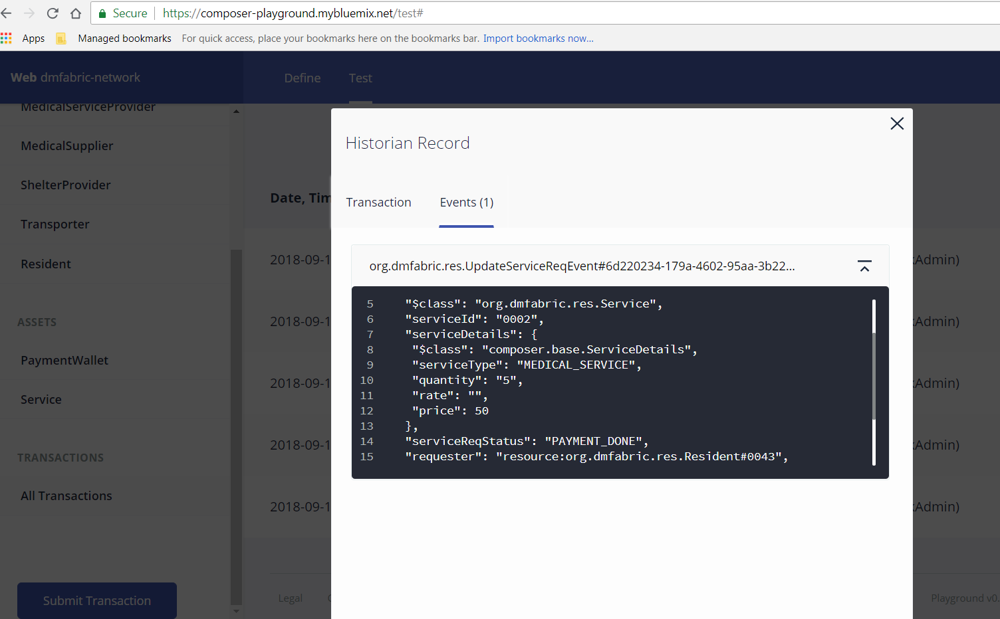 Secure https://composer-playground.mybluemix.net/test#
Apps Managed bookmarks For quick access, place your bookmarks here on the bookmarks bar. Import bookmarks now...
Web dmfabric-network Define Test
MedicalServiceProvider
MedicalSupplier
ShelterProvider
Transporter
Resident
ASSETS
PaymentWallet
Service
TRANSACTIONS
All Transactions
Submit Transaction
Date, Tim
2018-09-1
2018-09-1
2018-09-1
2018-09-1
2018-09-1
Legal
Historian Record
Transaction Events (1)
org.dmfabric.res.UpdateServiceReqEvent#6d220234-179a-4602-95aa-3b22...
5 "$class": "org.dmfabric.res.Service",
6 "serviceId": "0002",
7 "serviceDetails": {
8 "$class": "composer.base.ServiceDetails",
9 "serviceType": "MEDICAL_SERVICE",
10 "quantity": "5",
11 "rate": "",
12 "price": 50
13 },
14 "serviceReqStatus": "PAYMENT_DONE",
15 "requester": "resource:org.dmfabric.res.Resident#0043",
Admin)
Admin)
Admin)
Admin)
Admin)
Playground v0.